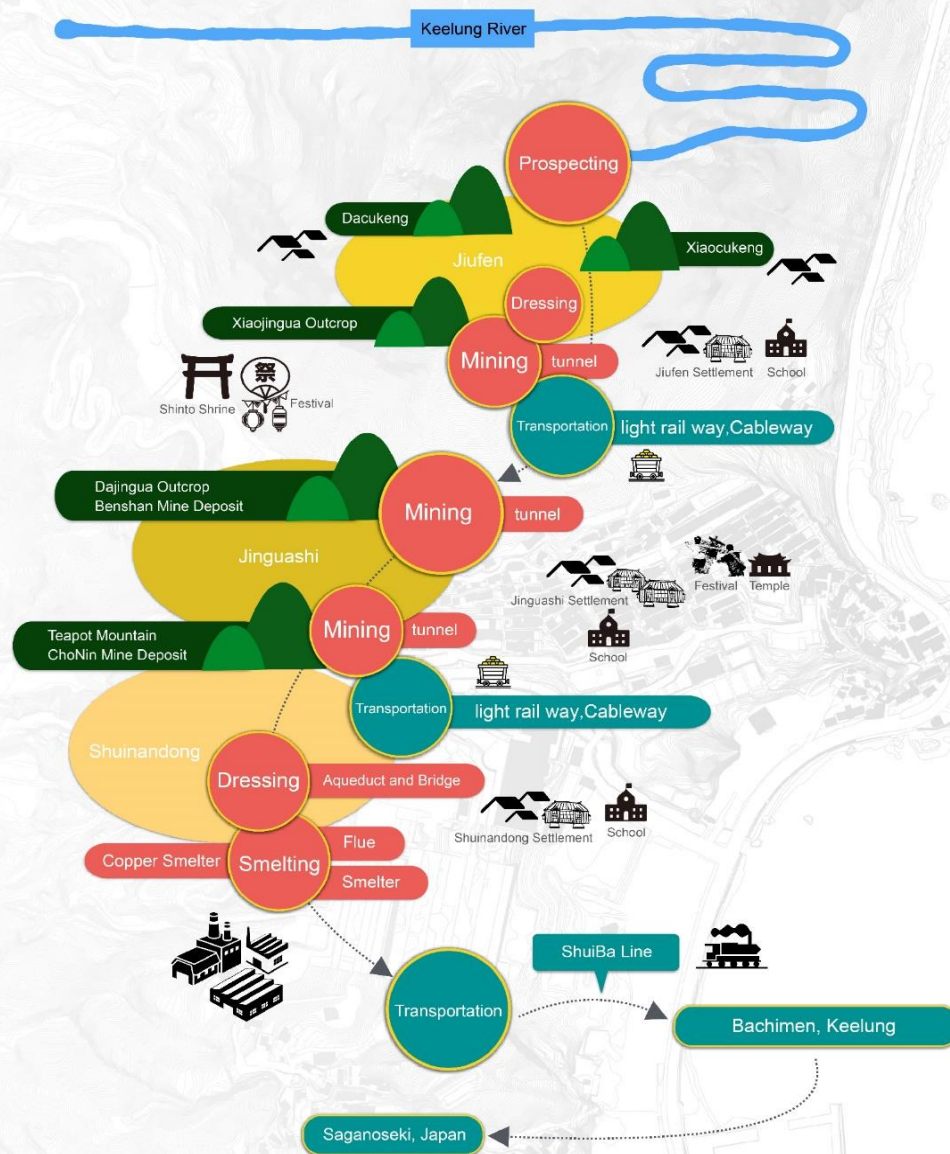 Keelung River
Prospecting
Dacukeng
Xiaocukeng
Jiufen
Dressing
Xiaojingua Outcrop
Mining
tunnel
Jiufen Settlement
School
Shinto Shrine
祭
Festival
Transportation
light rail way,Cableway
Dajingua Outcrop
Benshan Mine Deposit
Mining
tunnel
Jinguashi
Jinguashi Settlement
Festival
Temple
School
Teapot Mountain
ChoNin Mine Deposit
Mining
tunnel
Transportation
light rail way,Cableway
Shuinandong
Dressing
Aqueduct and Bridge
Shuinandong Settlement
School
Copper Smelter
Smelting
Flue
Smelter
Transportation
ShuiBa Line
Bachimen, Keelung
Saganoseki, Japan